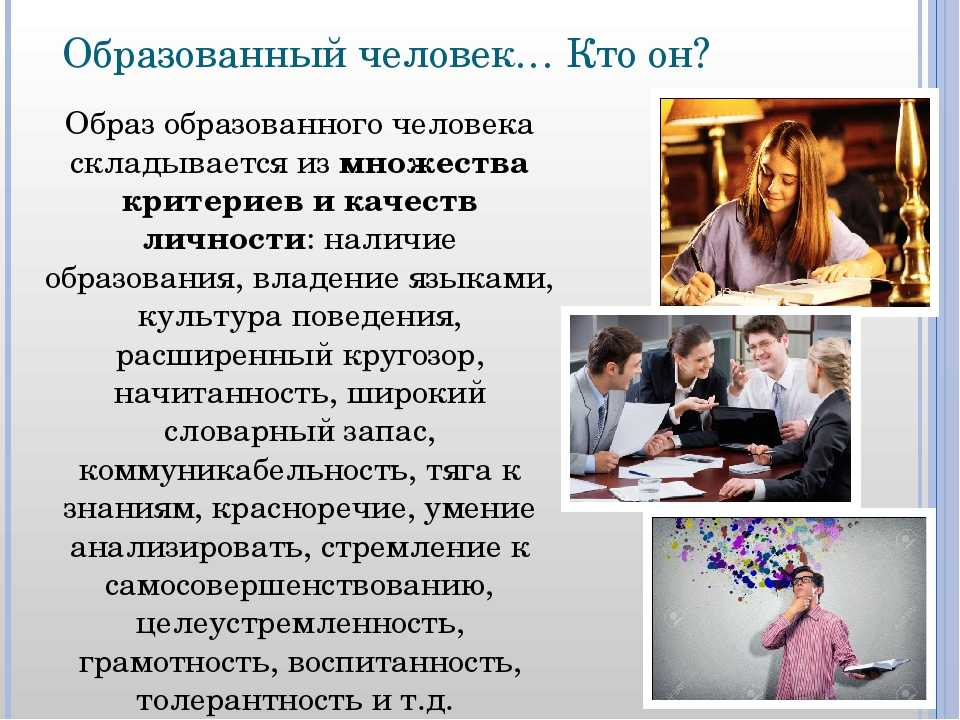 Образованный человек… Кто он?
Образ образованного человека
складывается из множества
критериев и качеств
личности: наличие
образования, владение языками,
культура поведения,
расширенный кругозор,
начитанность, широкий
словарный запас,
коммуникабельность, тяга к
знаниям, красноречие, умение
анализировать, стремление к
самосовершенствованию,
целеустремленность,
грамотность, воспитанность,
толерантность и т.д.